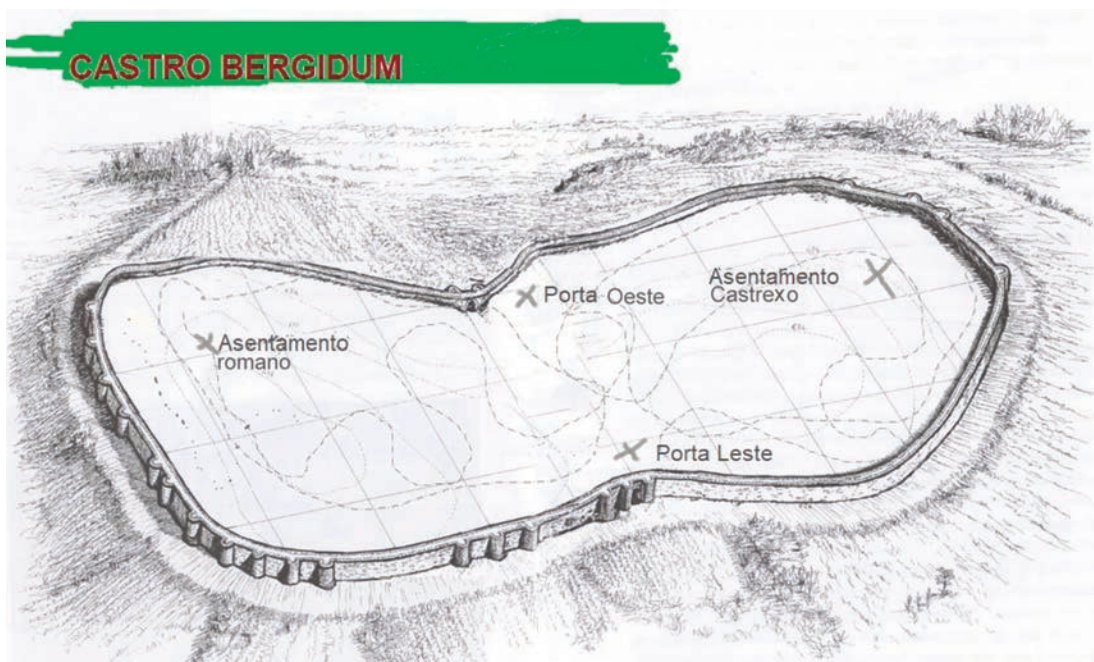 CASTRO BERGIDUM
Asentamento
Castrexo
Porta Oeste
Asentamento
romano
Porta Leste